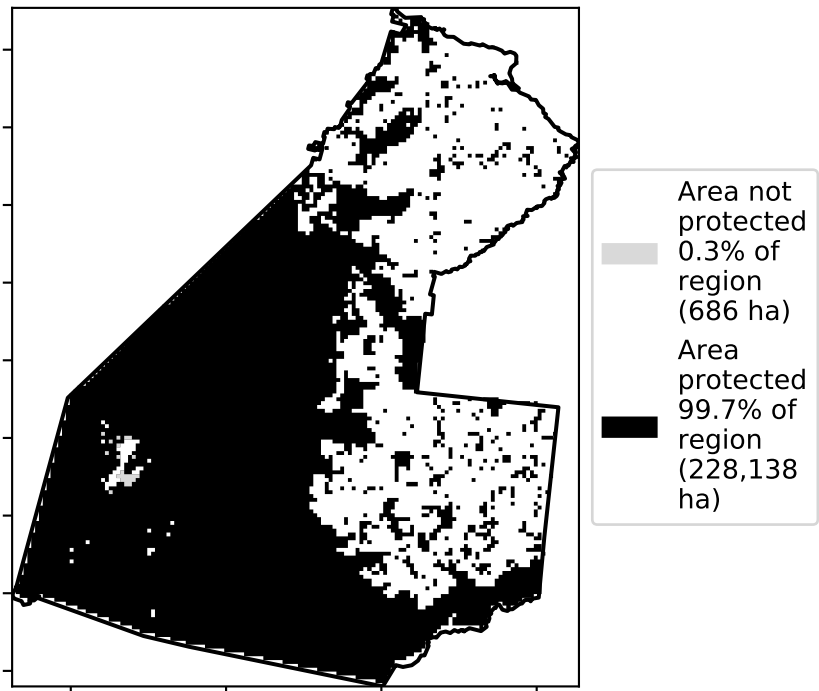 Area not
protected
0.3% of
region
(686 ha)
Area
protected
99.7% of
region
(228,138
ha)